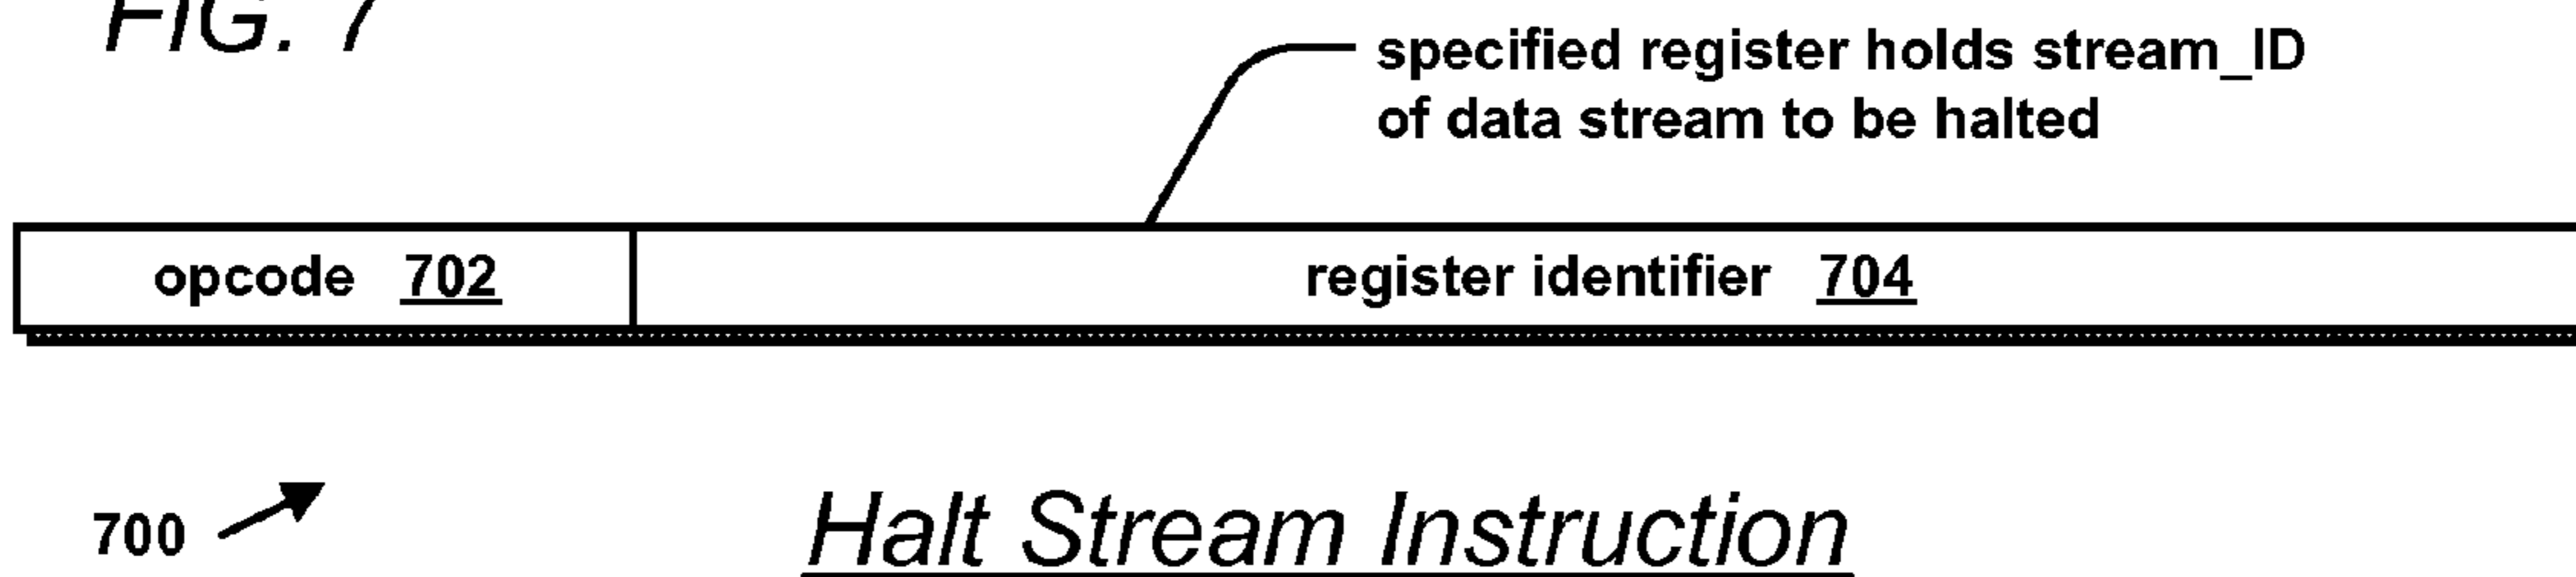 FIG. 7
specified register holds stream_ID
of data stream to be halted
opcode 702
register identifier 704
700
Halt Stream Instruction